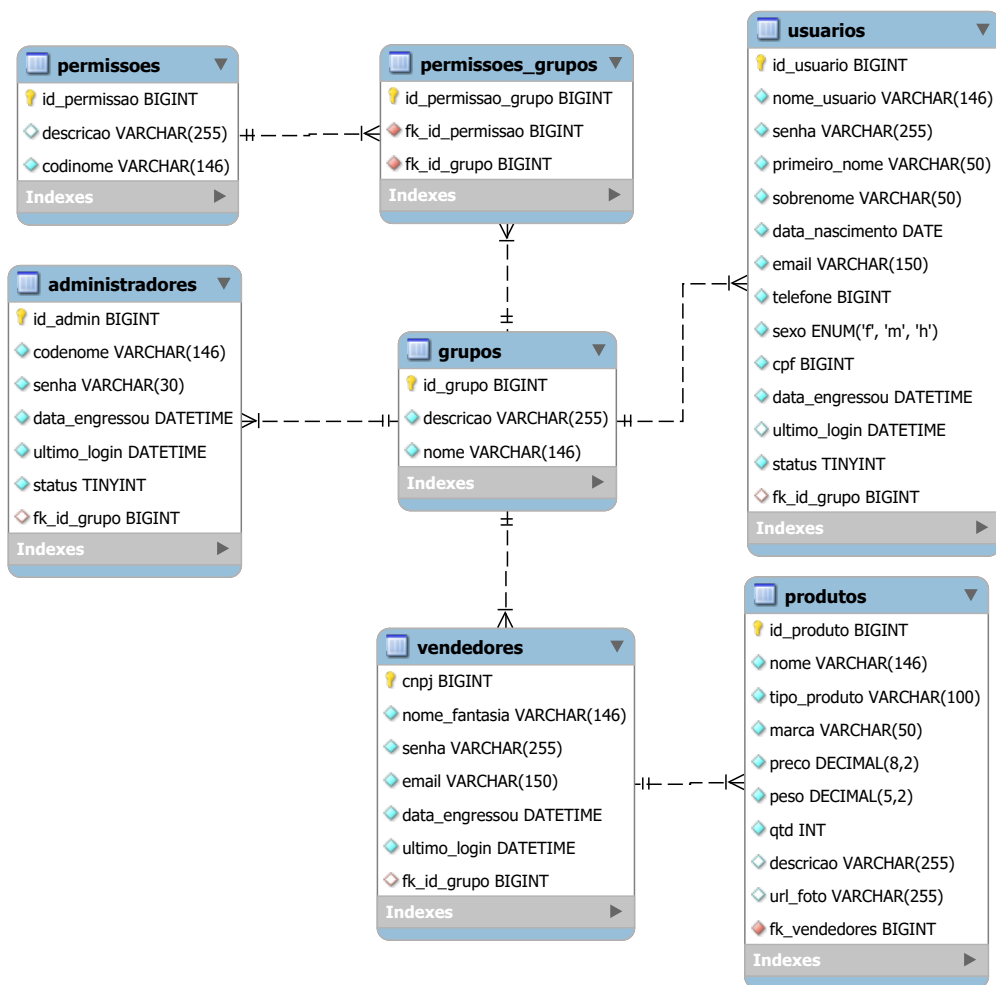 permissoes
id_permissao BIGINT
descricao VARCHAR(255)
codinome VARCHAR(146)
Indexes
permissoes_grupos
id_permissao_grupo BIGINT
fk_id_permissao BIGINT
fk_id_grupo BIGINT
Indexes
usuarios
id_usuario BIGINT
nome_usuario VARCHAR(146)
senha VARCHAR(255)
primeiro_nome VARCHAR(50)
sobrenome VARCHAR(50)
data_nascimento DATE
email VARCHAR(150)
telefone BIGINT
sexo ENUM('f', 'm', 'h')
cpf BIGINT
data_engressou DATETIME
ultimo_login DATETIME
status TINYINT
fk_id_grupo BIGINT
Indexes
administradores
id_admin BIGINT
codenome VARCHAR(146)
senha VARCHAR(30)
data_engressou DATETIME
ultimo_login DATETIME
status TINYINT
fk_id_grupo BIGINT
Indexes
grupos
id_grupo BIGINT
descricao VARCHAR(255)
nome VARCHAR(146)
Indexes
vendedores
cnpj BIGINT
nome_fantasia VARCHAR(146)
senha VARCHAR(255)
email VARCHAR(150)
data_engressou DATETIME
ultimo_login DATETIME
fk_id_grupo BIGINT
Indexes
produtos
id_produto BIGINT
nome VARCHAR(146)
tipo_produto VARCHAR(100)
marca VARCHAR(50)
preco DECIMAL(8,2)
peso DECIMAL(5,2)
qtd INT
descricao VARCHAR(255)
url_foto VARCHAR(255)
fk_vendedores BIGINT
Indexes